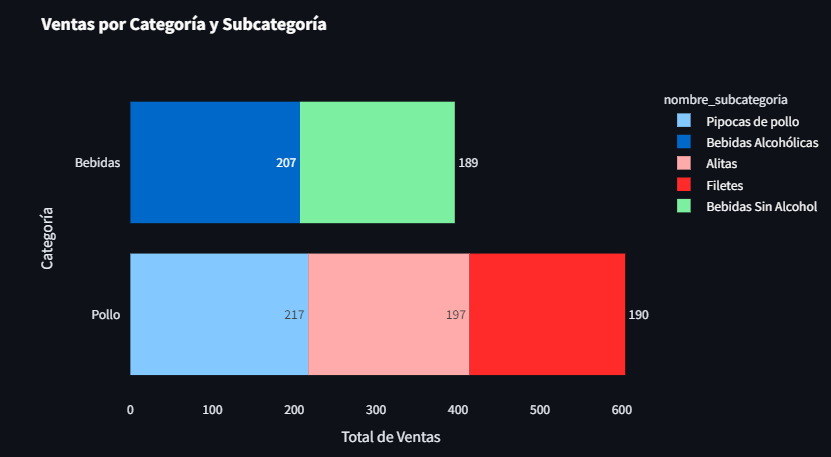 Ventas por Categoría y Subcategoría
nombre_subcategoria
Pipocas de pollo
Bebidas Alcohólicas
Alitas
Filetes
Bebidas Sin Alcohol
Categoría
Bebidas
207
189
Pollo
217
197
190
0 100 200 300 400 500 600
Total de Ventas